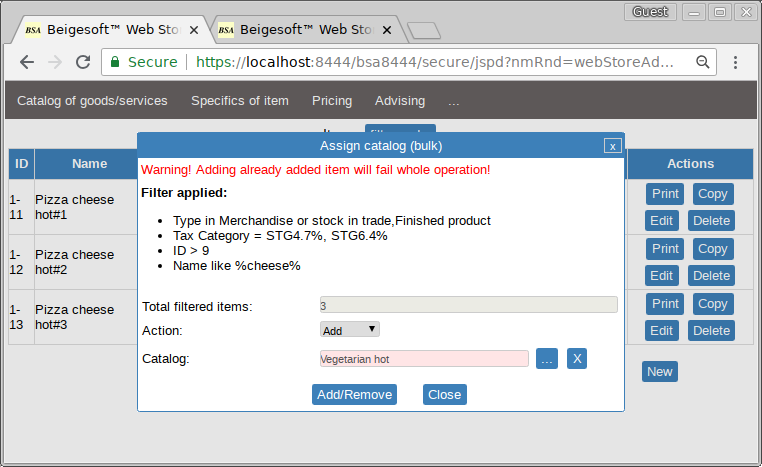 Guest
BSA Beigesoft™ Web Sto
BSA Beigesoft™ Web Sto
Secure https://localhost:8444/bsa8444/secure/jspd?nmRnd=webStoreAd...
Catalog of goods/services Specifics of item Pricing Advising ...
Assign catalog (bulk) x
ID Name Actions
Warning! Adding already added item will fail whole operation!
Filter applied:
• Type in Merchandise or stock in trade,Finished product
• Tax Category = STG4.7%, STG6.4%
• ID > 9
• Name like %cheese%
Total filtered items: 3
Action: Add
Catalog: Vegetarian hot ... X
Add/Remove Close
1-11 Pizza cheese hot#1 Print Copy
Edit Delete
1-12 Pizza cheese hot#2 Print Copy
Edit Delete
1-13 Pizza cheese hot#3 Print Copy
Edit Delete
New